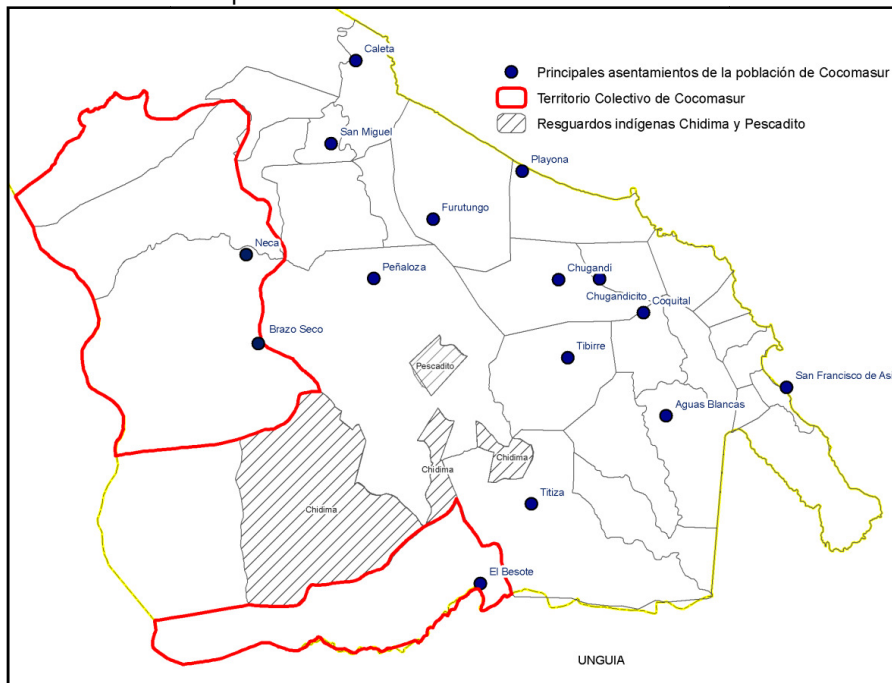 Caleta
Principales asentamientos de la población de Cocomasur
Territorio Colectivo de Cocomasur
Resguardos indígenas Chidima y Pescadito
San Miguel
Playona
Furutungo
Neca
Peñaloza
Chugandi
Chugandicito
Coquital
Brazo Seco
Tibirre
Pescadito
San Francisco de Asi
Aguas Blancas
Chidima
Chidima
Chidima
Titiza
El Besote
UNGUIA